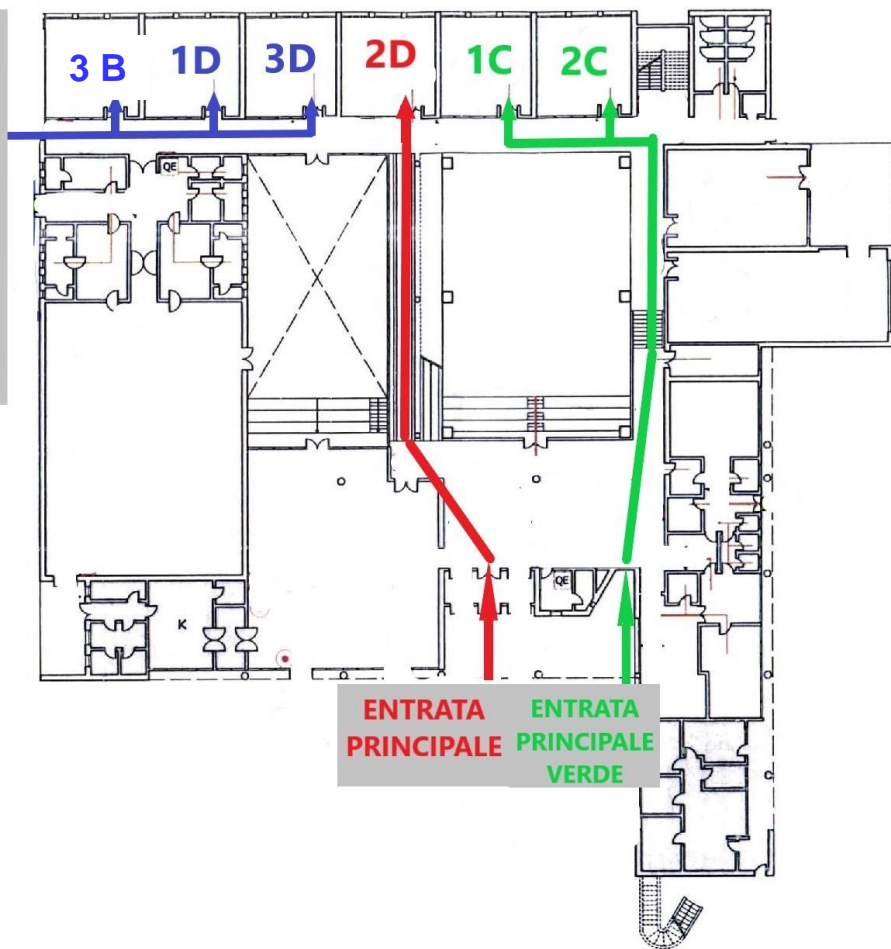 3 B
1D
3D
2D
1C
2C
QE
QE
K
ENTRATA
PRINCIPALE
ENTRATA
PRINCIPALE
VERDE